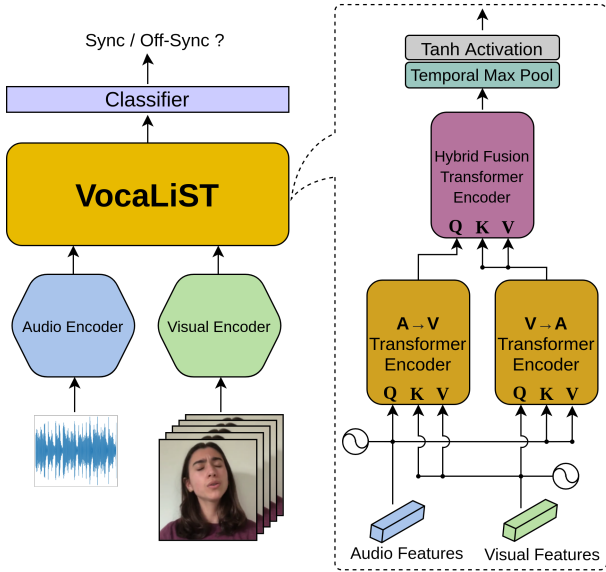 Sync / Off-Sync ?
Classifier
VocaLiST
Audio Encoder
Visual Encoder
Tanh Activation
Temporal Max Pool
Hybrid Fusion
Transformer
Encoder
Q K V
A→V
Transformer
Encoder
Q K V
V→A
Transformer
Encoder
Q K V
Audio Features
Visual Features